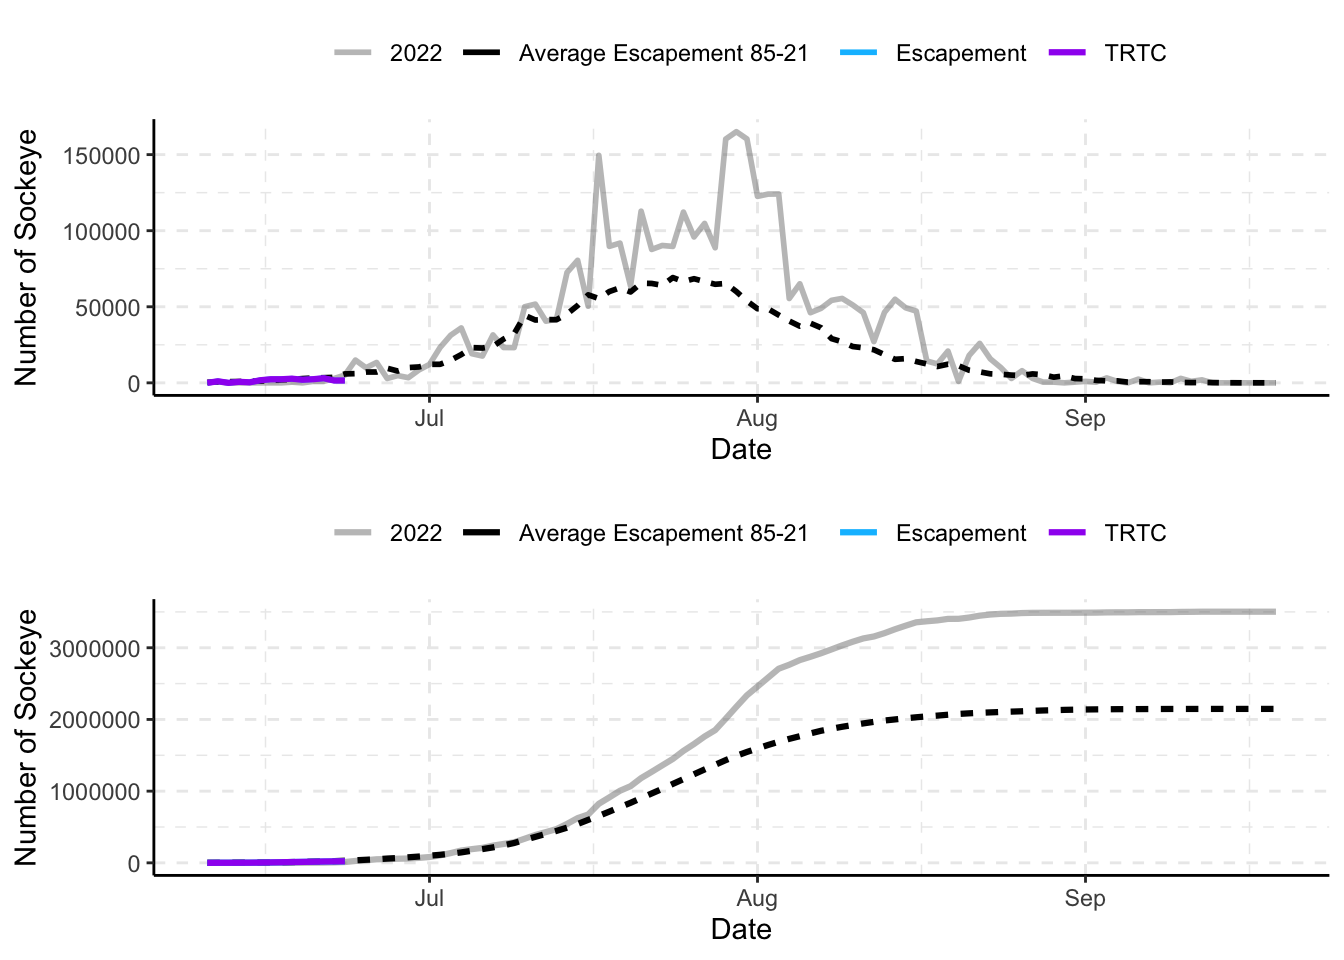 2022 Average Escapement 85-21 Escapement TRTC
Number of Sockeye
150000
100000
50000
0
Jul Aug Sep
Date
2022 Average Escapement 85-21 Escapement TRTC
Number of Sockeye
3000000
2000000
1000000
0
Jul Aug Sep
Date